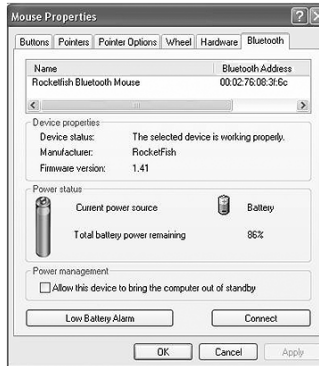 Mouse Properties
Buttons Pointers Pointer Options Wheel Hardware Bluetooth
Name Bluetooth Address
Rocketfish Bluetooth Mouse 00:02:76:08:3f:6c
Device properties
Device status: The selected device is working properly.
Manufacturer: RocketFish
Firmware version: 1.41
Power status
Current power source Battery
Total battery power remaining 86%
Power management
Allow this device to bring the computer out of standby
Low Battery Alarm Connect
OK Cancel Apply